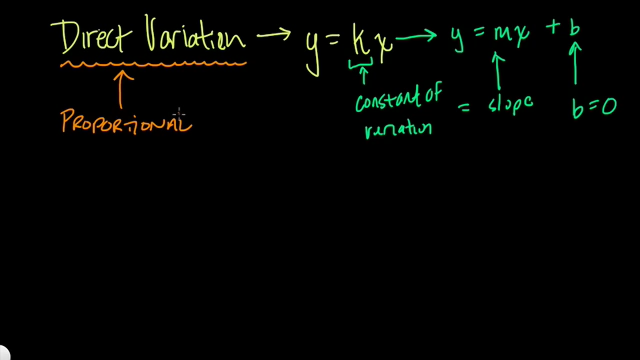 Direct Variation → y = kx → y = mx + b
constant of variation = slope
b = 0
PROPORTIONAL